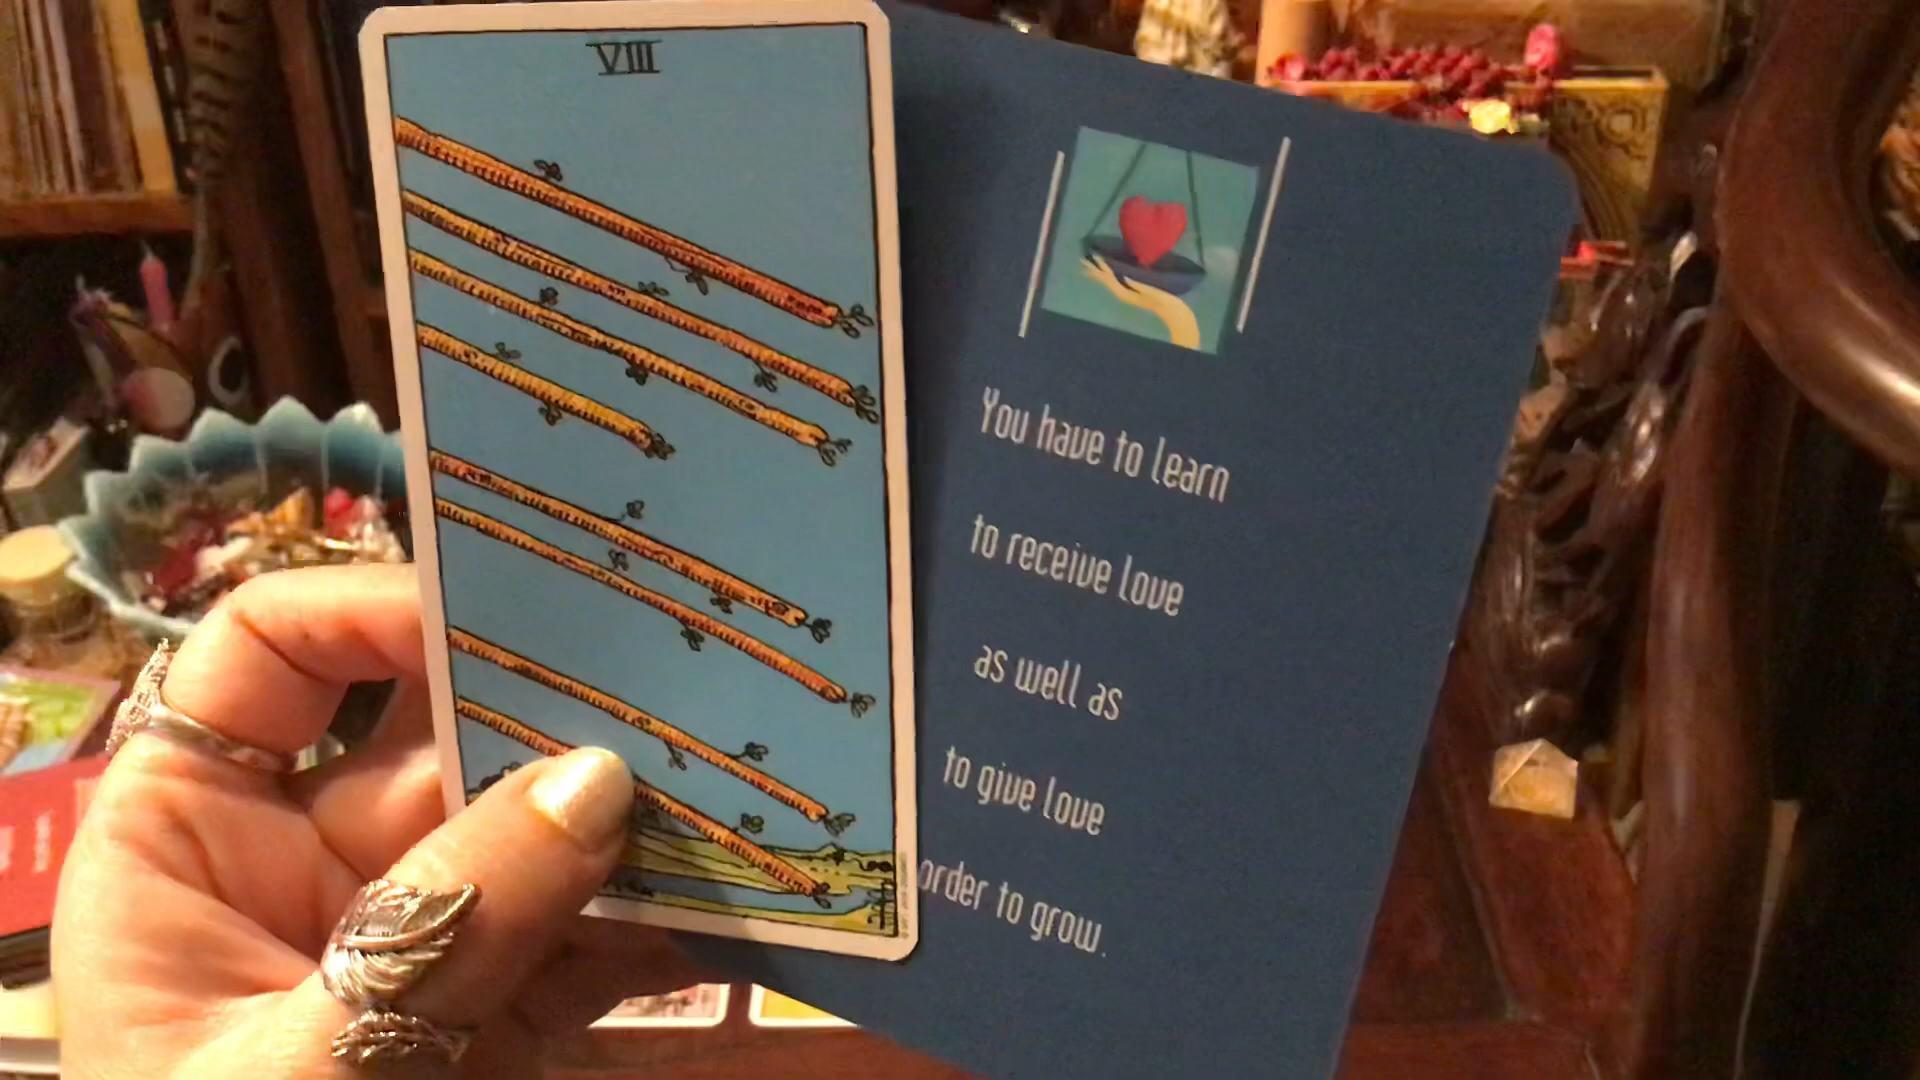 VIII
You have to learn
to receive love
as well as
to give love
order to grow.